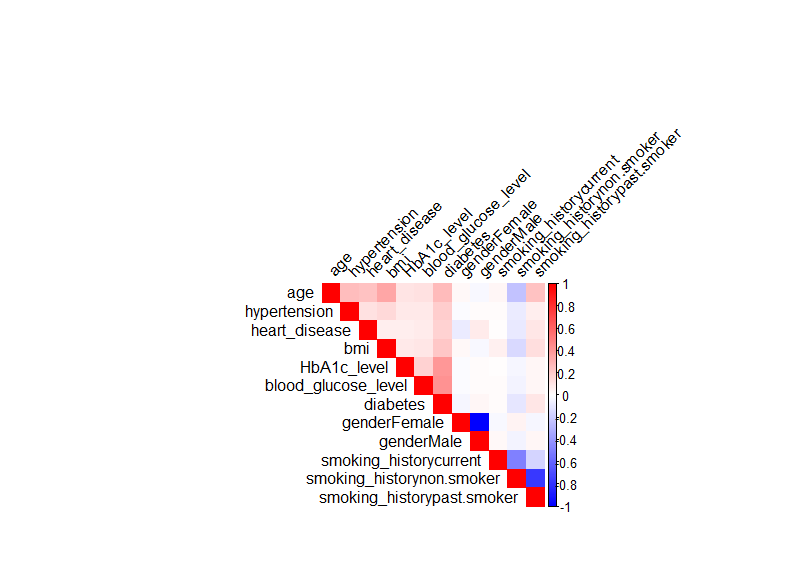 age
hypertension
heart_disease
bmi
HbA1c_level
blood_glucose_level
diabetes
genderFemale
genderMale
smoking_historycurrent
smoking_historynon.smoker
smoking_historypast.smoker
age
hypertension
heart_disease
bmi
HbA1c_level
blood_glucose_level
diabetes
genderFemale
genderMale
smoking_historycurrent
smoking_historynon.smoker
smoking_historypast.smoker
1
0.8
0.6
0.4
0.2
0
-0.2
-0.4
-0.6
-0.8
-1